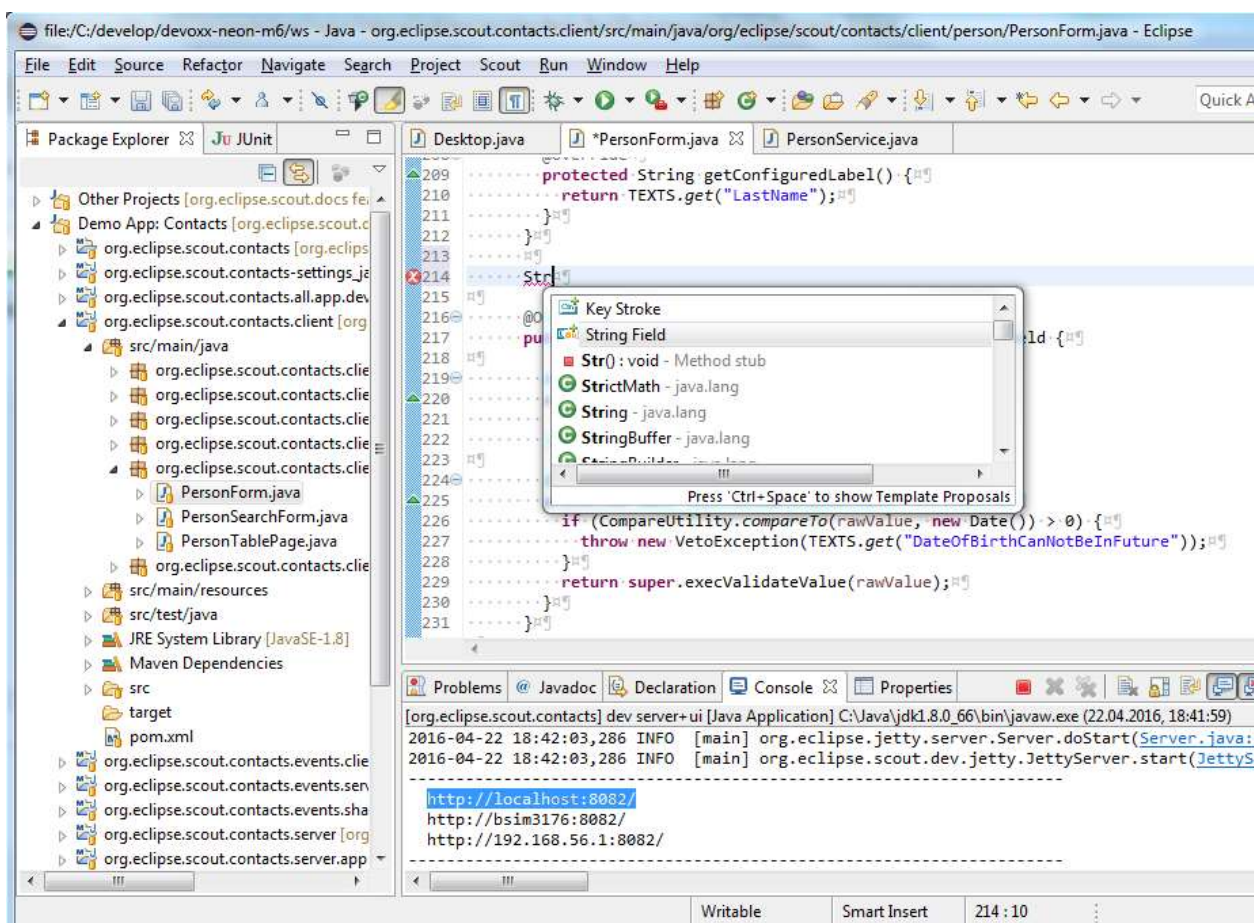 file:/C:/develop/devoxx-neon-m6/ws - Java - org.eclipse.scout.contacts.client/src/main/java/org/eclipse/scout/contacts/client/person/PersonForm.java - Eclipse
File Edit Source Refactor Navigate Search Project Scout Run Window Help
Quick A
Package Explorer JUnit
Other Projects [org.eclipse.scout.docs fe
Demo App: Contacts [org.eclipse.scout.c
org.eclipse.scout.contacts [org.eclips
org.eclipse.scout.contacts-settings_ja
org.eclipse.scout.contacts.all.app.dev
org.eclipse.scout.contacts.client [org
src/main/java
org.eclipse.scout.contacts.clie
org.eclipse.scout.contacts.clie
org.eclipse.scout.contacts.clie
org.eclipse.scout.contacts.clie
org.eclipse.scout.contacts.clie
PersonForm.java
PersonSearchForm.java
PersonTablePage.java
org.eclipse.scout.contacts.clie
src/main/resources
src/test/java
JRE System Library [JavaSE-1.8]
Maven Dependencies
src
target
pom.xml
org.eclipse.scout.contacts.events.clie
org.eclipse.scout.contacts.events.serv
org.eclipse.scout.contacts.events.sha
org.eclipse.scout.contacts.server [org
org.eclipse.scout.contacts.server.app
Desktop.java *PersonForm.java PersonService.java
209 protected String getConfiguredLabel() {
210 return TEXTS.get("LastName");
211 }
212 }
213
214 Str
215
216 @O
217 pu eld {
218
219
220
221
222
223
224
225
226 if (CompareUtility.compareTo(rawValue, new Date()) > 0) {
227 throw new VetoException(TEXTS.get("DateOfBirthCanNotBeInFuture"));
228 }
229 return super.execValidateValue(rawValue);
230 }
231 }
Key Stroke
String Field
Str() : void - Method stub
StrictMath - java.lang
String - java.lang
StringBuffer - java.lang
Press 'Ctrl+Space' to show Template Proposals
Problems @ Javadoc Declaration Console Properties
[org.eclipse.scout.contacts] dev server+ui [Java Application] C:\Java\jdk1.8.0_66\bin\javaw.exe (22.04.2016, 18:41:59)
2016-04-22 18:42:03,286 INFO [main] org.eclipse.jetty.server.Server.doStart(Server.java:
2016-04-22 18:42:03,286 INFO [main] org.eclipse.scout.dev.jetty.JettyServer.start(JettyS
--------------------------------------------------------------------
http://localhost:8082/
http://bsim3176:8082/
http://192.168.56.1:8082/
--------------------------------------------------------------------
Writable Smart Insert 214 : 10